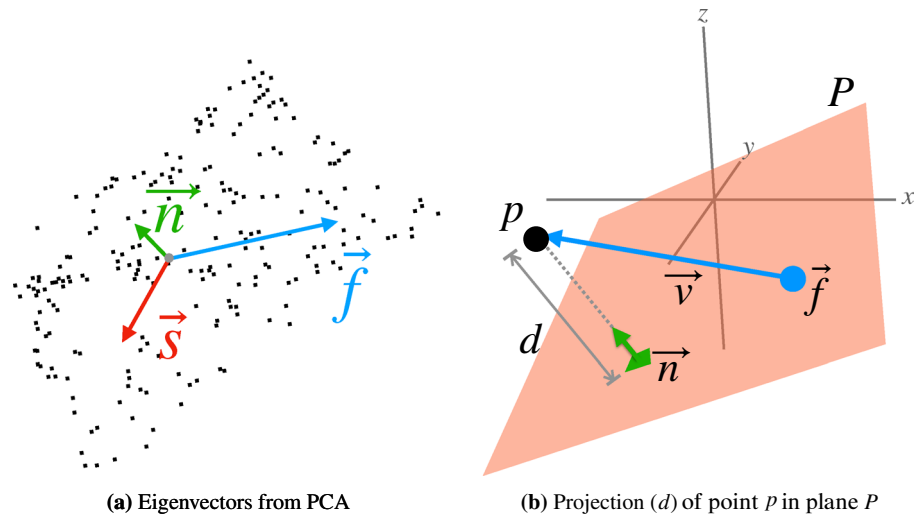 z
P
y
n
p
x
f
v
f
s
d
n
(a) Eigenvectors from PCA
(b) Projection (d) of point p in plane P